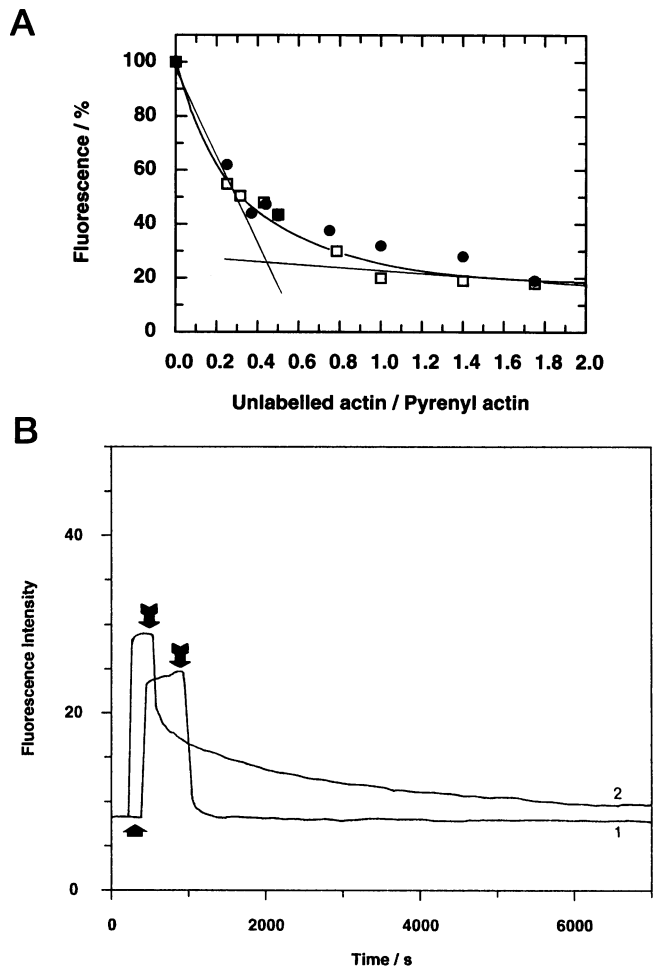 A
Fluorescence / %
100
80
60
40
20
0
0.0 0.2 0.4 0.6 0.8 1.0 1.2 1.4 1.6 1.8 2.0
Unlabelled actin / Pyrenyl actin
B
Fluorescence Intensity
40
20
0
2
1
0 2000 4000 6000
Time / s